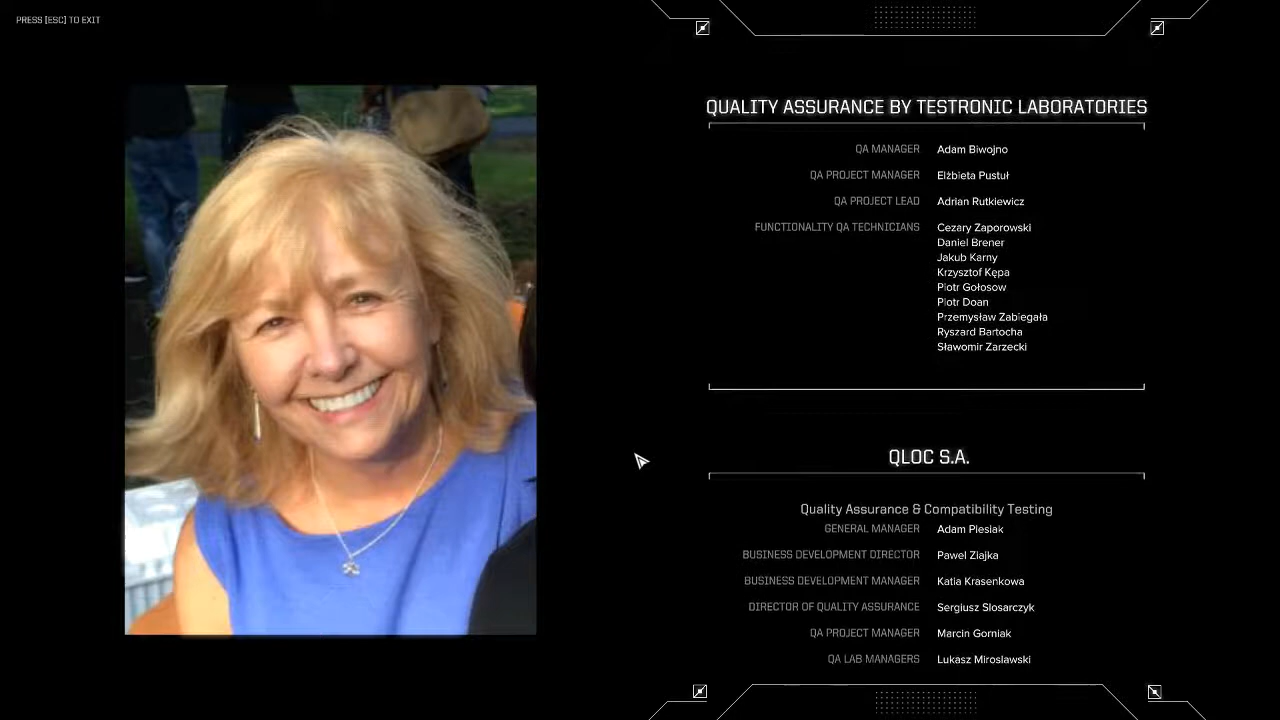 PRESS [ESC] TO EXIT
QUALITY ASSURANCE BY TESTRONIC LABORATORIES
QA MANAGER Adam Biwojno
QA PROJECT MANAGER Elżbieta Pustuł
QA PROJECT LEAD Adrian Rutkiewicz
FUNCTIONALITY QA TECHNICIANS Cezary Zaporowski
Daniel Brener
Jakub Karny
Krzysztof Kępa
Piotr Gołosow
Piotr Doan
Przemysław Zabiegała
Ryszard Bartocha
Sławomir Zarzecki
QLOC S.A.
Quality Assurance & Compatibility Testing
GENERAL MANAGER Adam Piesiak
BUSINESS DEVELOPMENT DIRECTOR Pawel Ziajka
BUSINESS DEVELOPMENT MANAGER Katia Krasenkowa
DIRECTOR OF QUALITY ASSURANCE Sergiusz Slosarczyk
QA PROJECT MANAGER Marcin Gorniak
QA LAB MANAGERS Lukasz Miroslawski